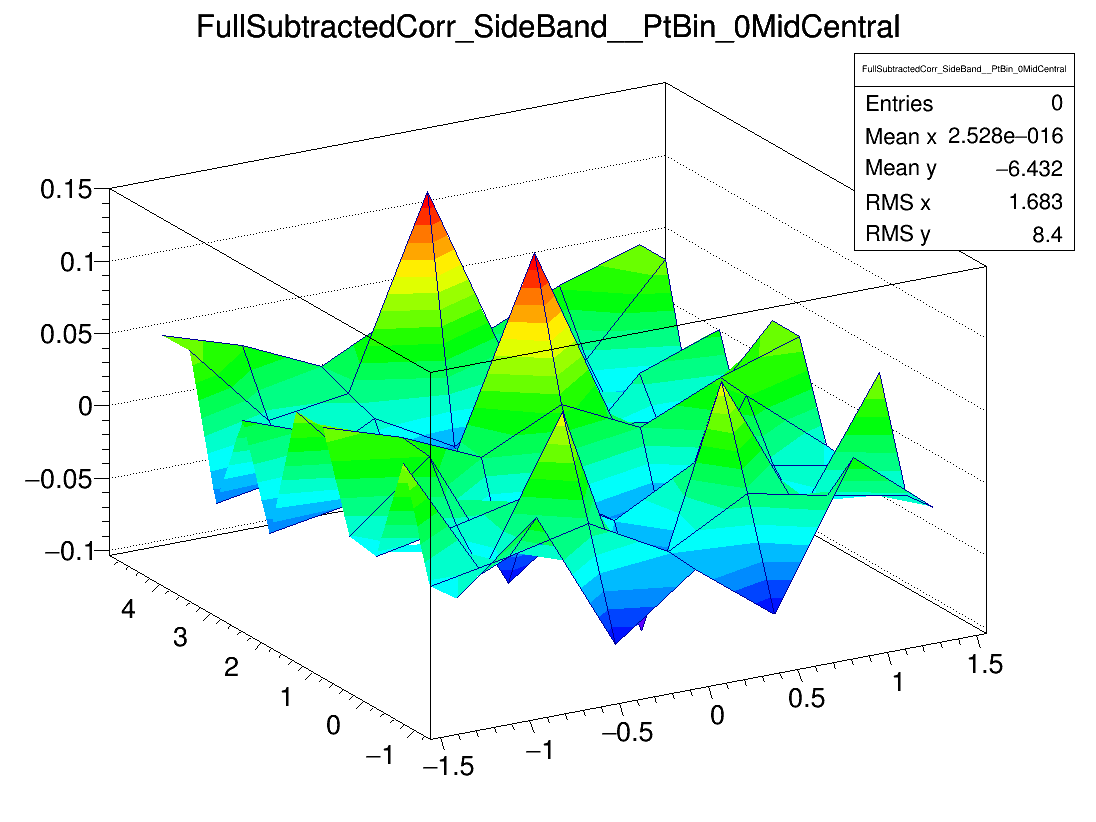 FullSubtractedCorr_SideBand__PtBin_0MidCentral
FullSubtractedCorr_SideBand__PtBin_0MidCentral
Entries 0
Mean x 2.528e−016
Mean y −6.432
RMS x 1.683
RMS y 8.4
0.15
0.1
0.05
0
−0.05
−0.1
4
3
2
1
0
−1
−1.5
−1
−0.5
0
0.5
1
1.5